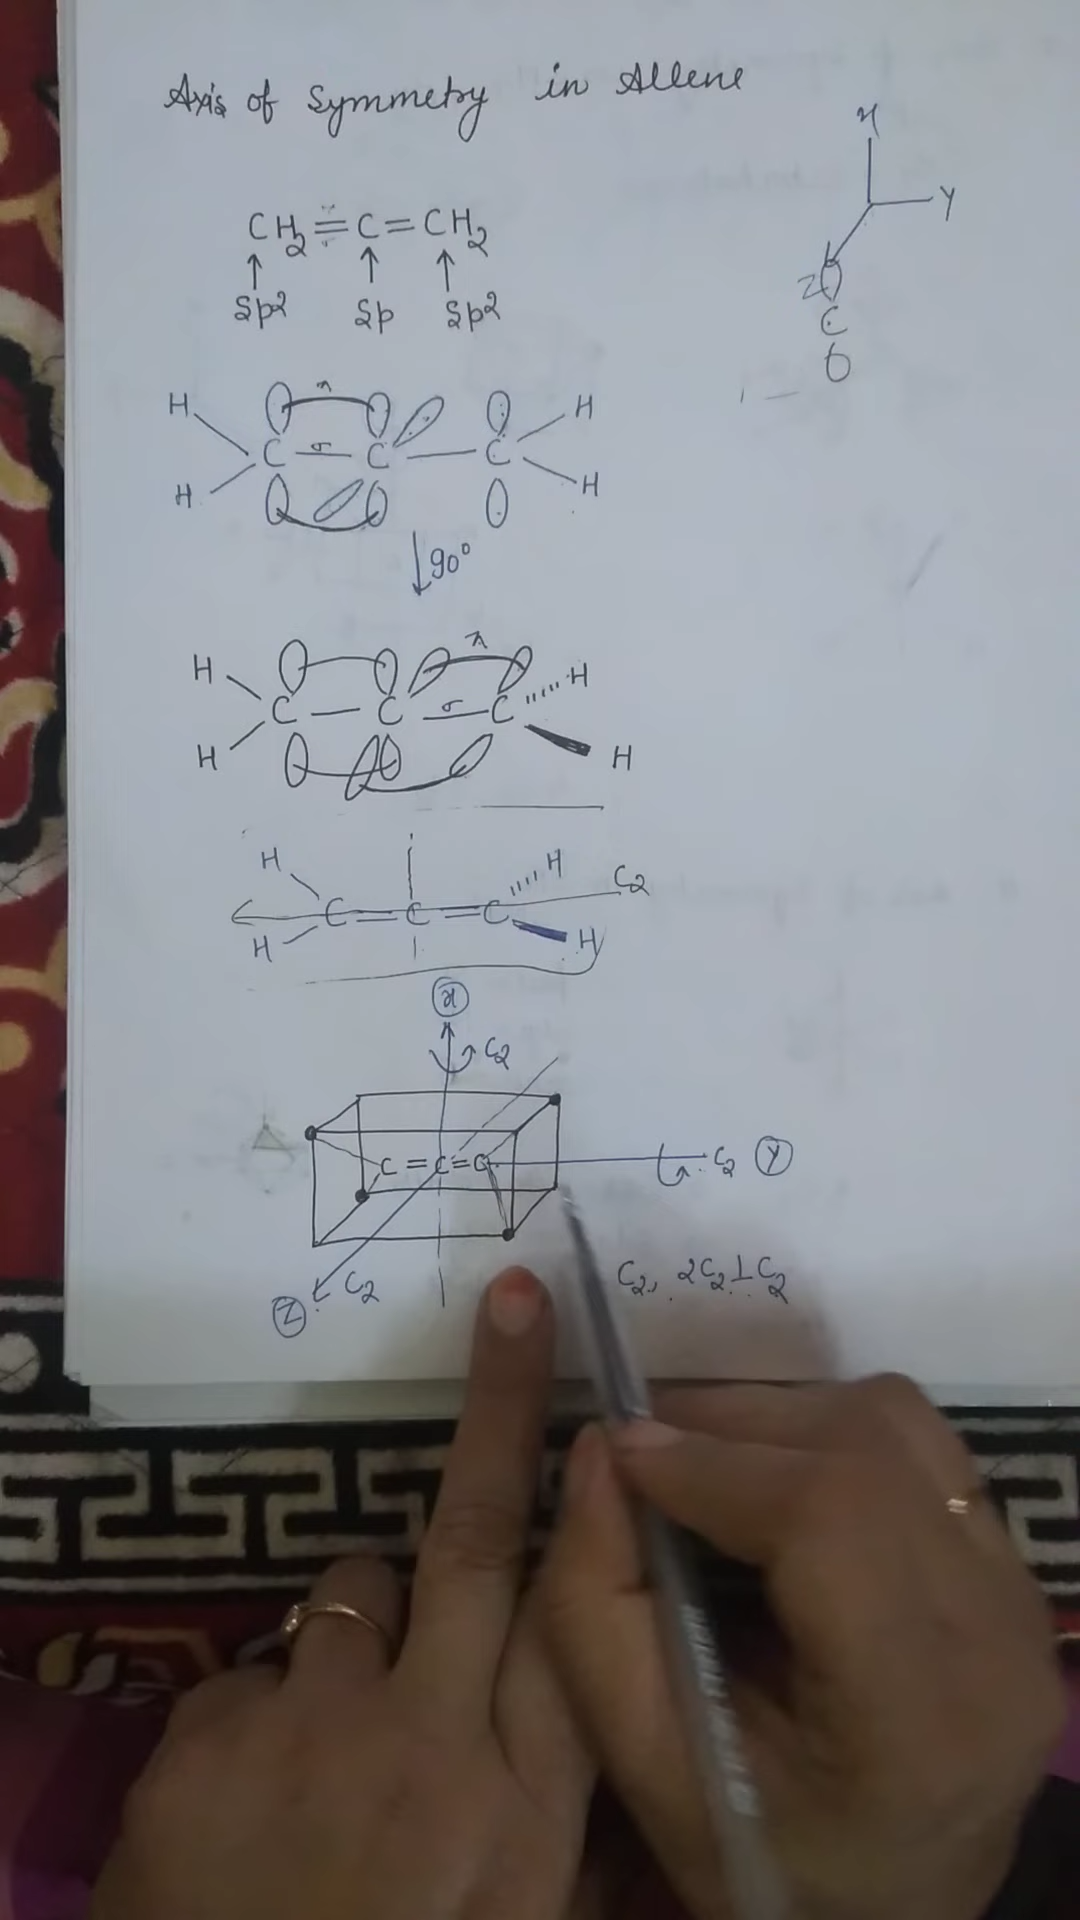 Axis of Symmetry in Allene
x
Y
Z
C
CH2 = C = CH2
Sp2 Sp Sp2
π
H H
C σ C C
H H
90°
π
H H
C C σ C
H H
H H
C = C = C C2
H H
x
C2
C = C = C C2 Y
C2
Z
C2, 2C2 ⊥ C2